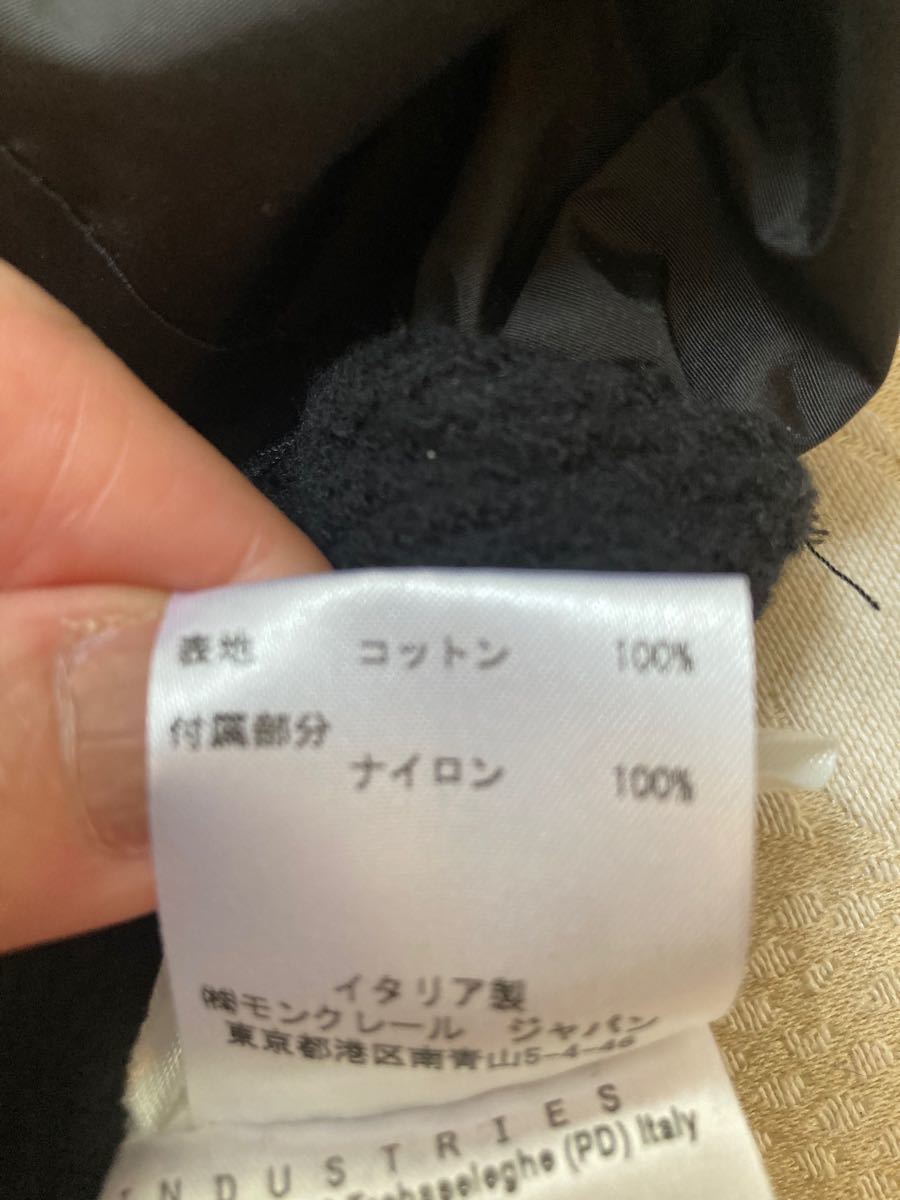 表地 コットン 100%
付属部分
ナイロン 100%
イタリア製
㈱モンクレール ジャパン
東京都港区南青山5-4-46
INDUSTRIES
Trebaseleghe (PD) Italy